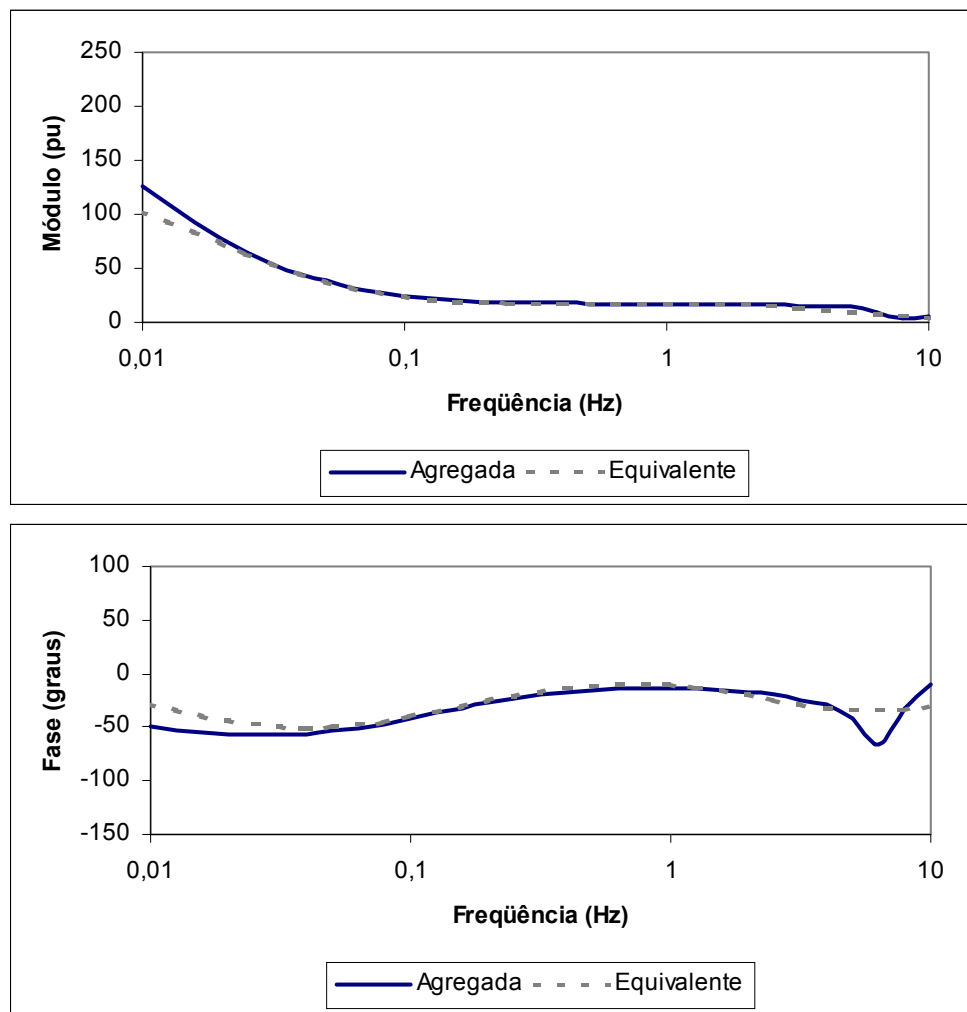 250
200
150
100
50
0
Módulo (pu)
0,01 0,1 1 10
Freqüência (Hz)
Agregada Equivalente
100
50
0
-50
-100
-150
Fase (graus)
0,01 0,1 1 10
Freqüência (Hz)
Agregada Equivalente